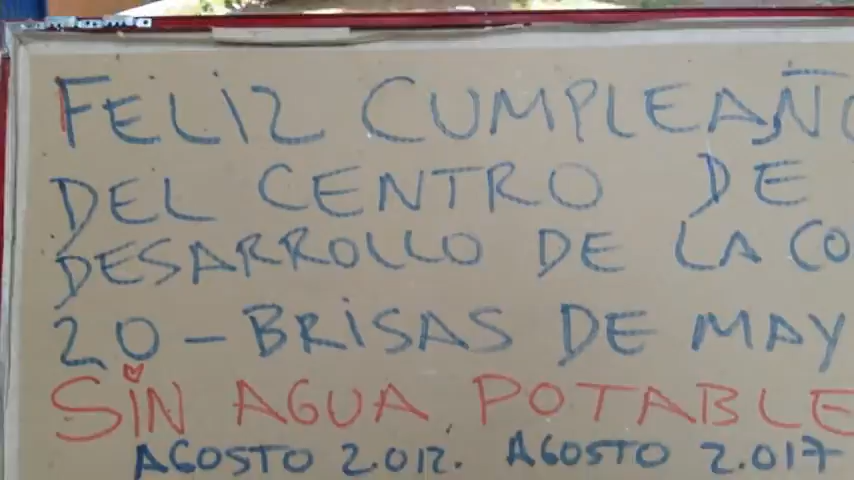 FELIZ CUMPLEAÑO
DEL CENTRO DE
DESARROLLO DE LA CO
20 - BRISAS DE MAY
SIN AGUA, POTABLE
AGOSTO 2.012. AGOSTO 2.017